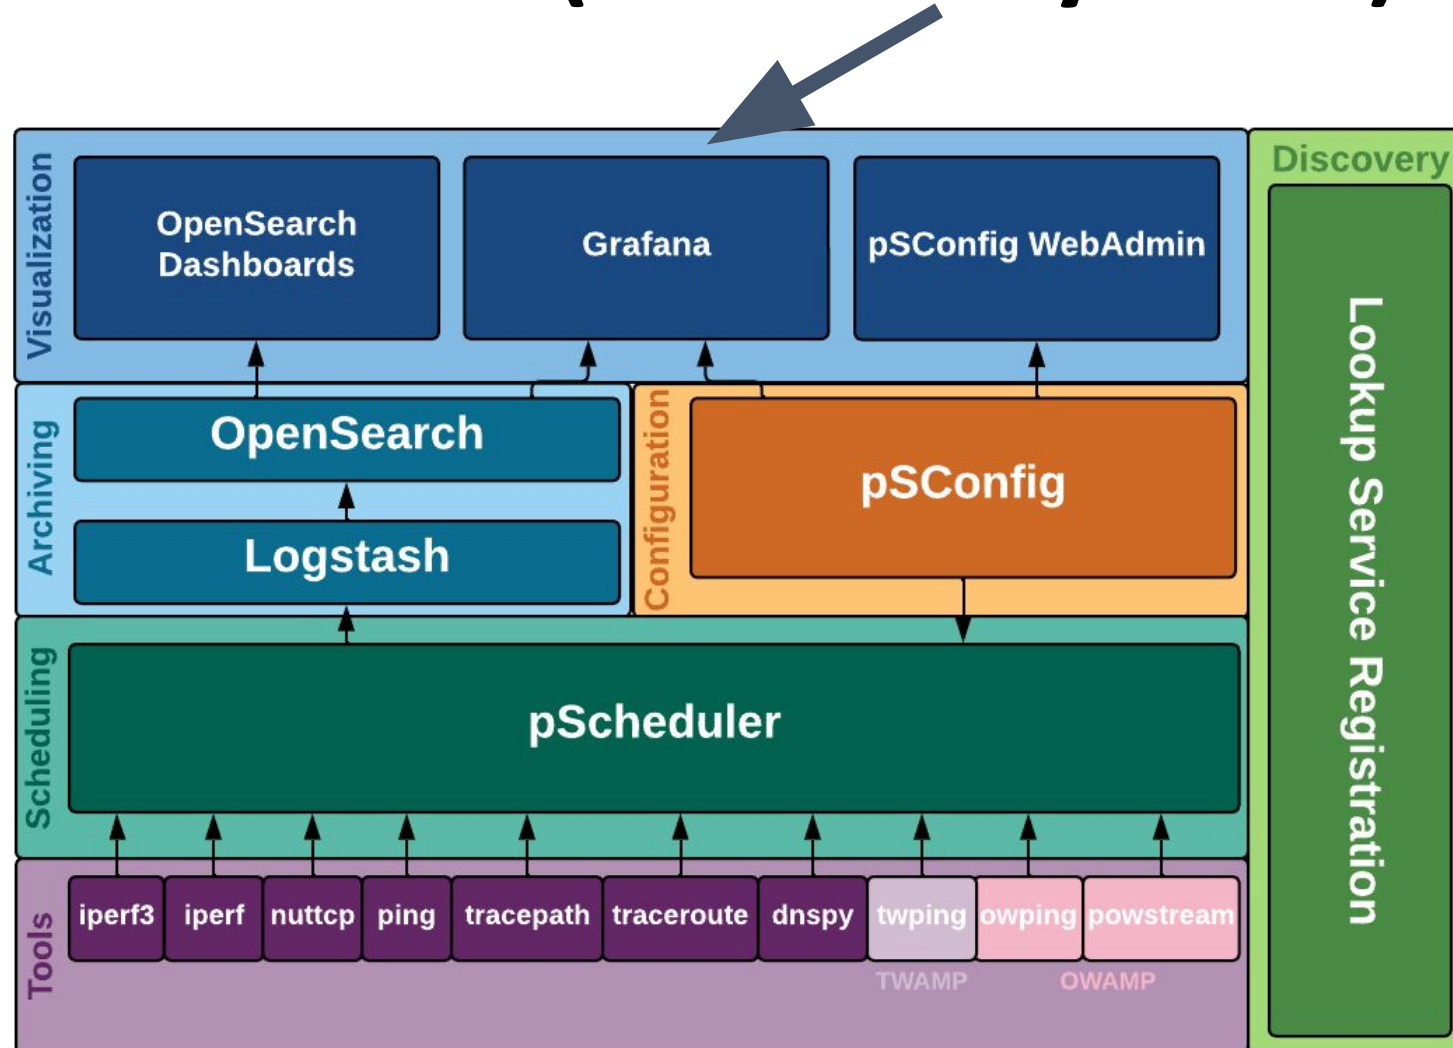 Discovery
Visualization
OpenSearch
Dashboards
Grafana
pSConfig WebAdmin
Lookup Service Registration
Archiving
OpenSearch
Logstash
Configuration
pSConfig
Scheduling
pScheduler
Tools
iperf3 iperf nuttcp ping tracepath traceroute dnspy twping owping powstream
TWAMP OWAMP